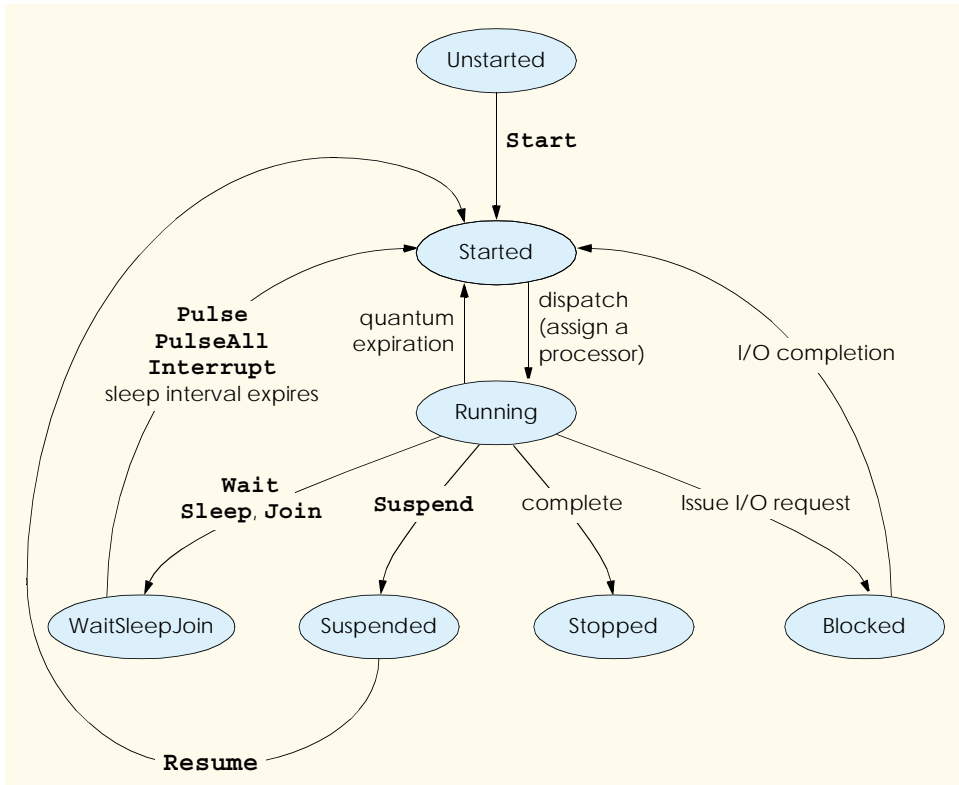 Unstarted
Start
Started
quantum
expiration
dispatch
(assign a
processor)
Pulse
PulseAll
Interrupt
sleep interval expires
I/O completion
Running
Wait
Sleep, Join
Suspend
complete
Issue I/O request
WaitSleepJoin
Suspended
Stopped
Blocked
Resume